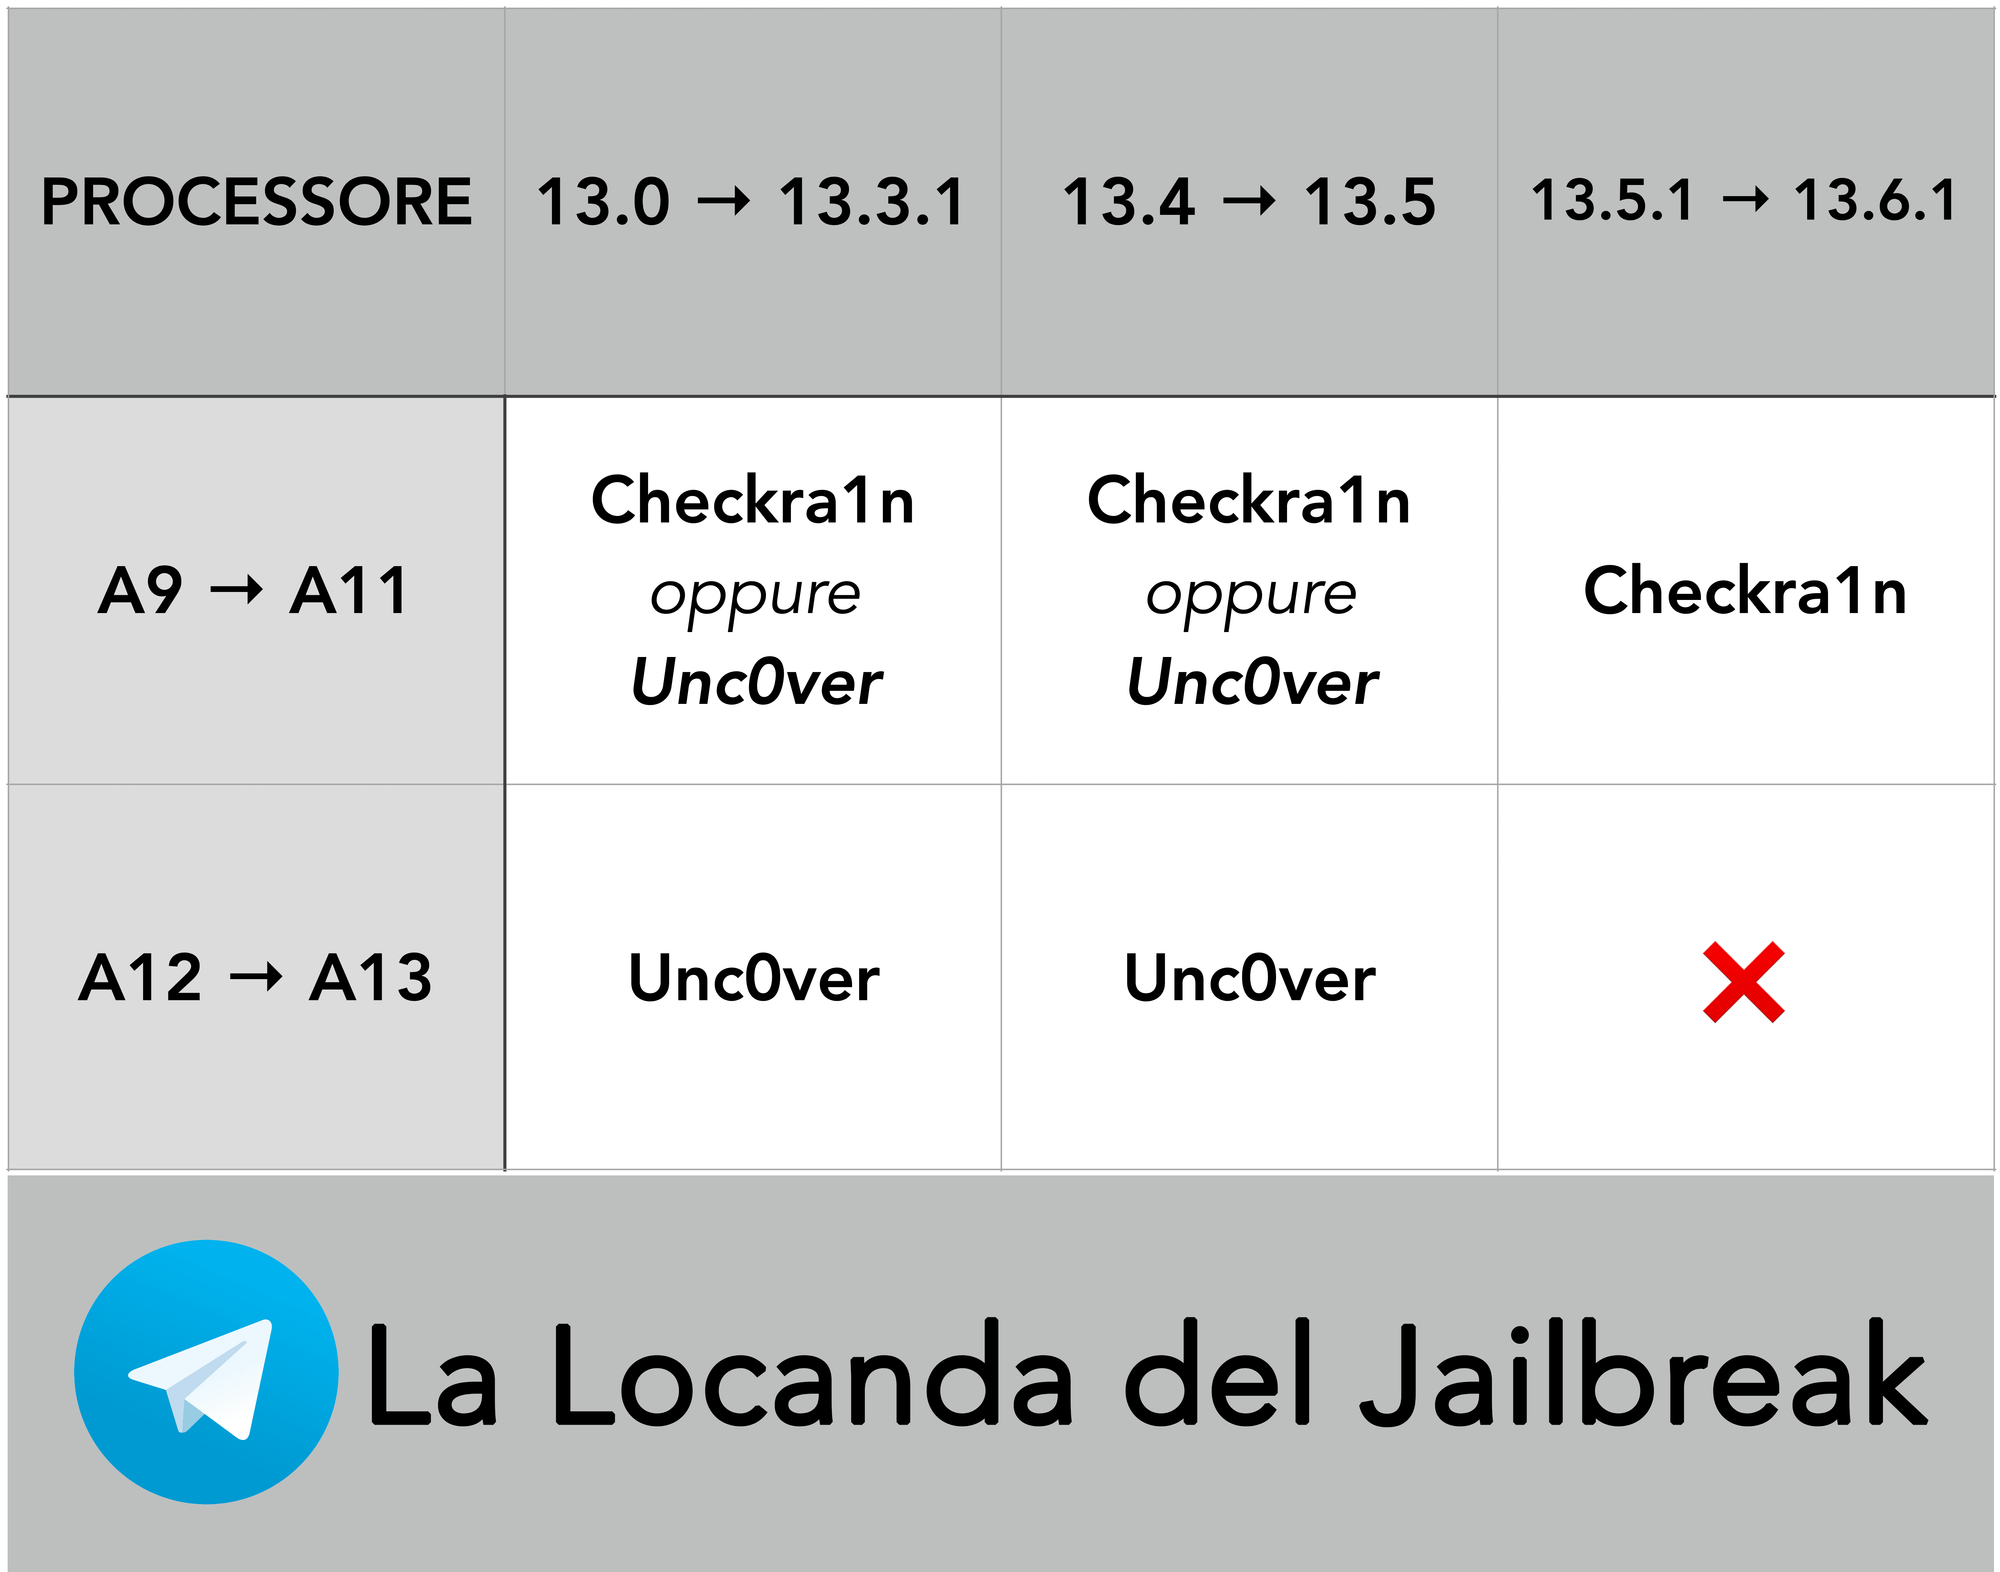 PROCESSORE 13.0 → 13.3.1 13.4 → 13.5 13.5.1 → 13.6.1
A9 → A11
Checkra1n
oppure
Unc0ver
Checkra1n
oppure
Unc0ver
Checkra1n
A12 → A13 Unc0ver Unc0ver ❌
La Locanda del Jailbreak